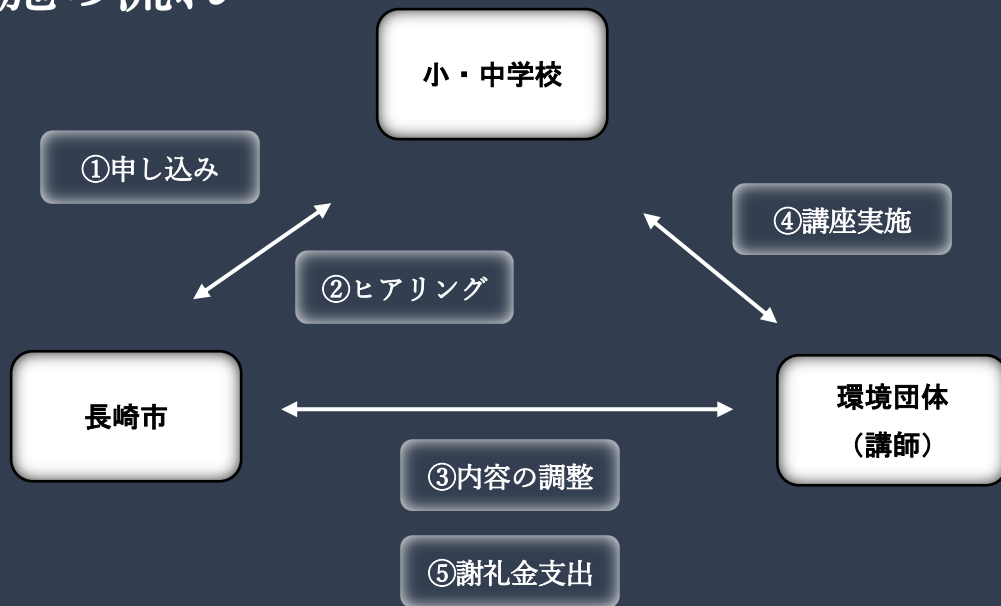 小・中学校
①申し込み
④講座実施
②ヒアリング
長崎市
環境団体
（講師）
③内容の調整
⑤謝礼金支出